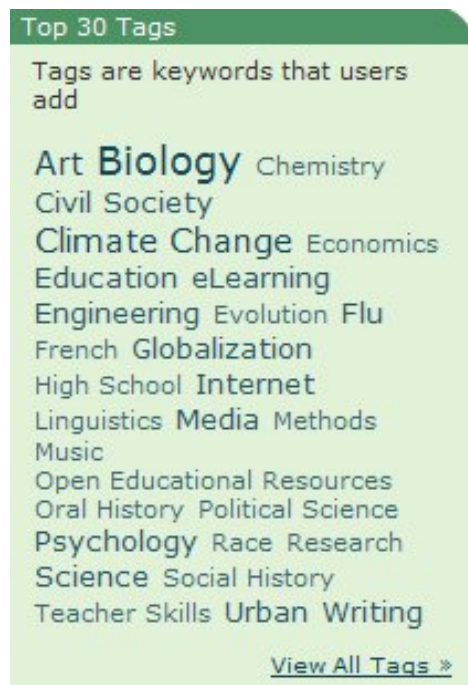 Top 30 Tags
Tags are keywords that users
add
Art Biology Chemistry
Civil Society
Climate Change Economics
Education eLearning
Engineering Evolution Flu
French Globalization
High School Internet
Linguistics Media Methods
Music
Open Educational Resources
Oral History Political Science
Psychology Race Research
Science Social History
Teacher Skills Urban Writing
View All Tags »